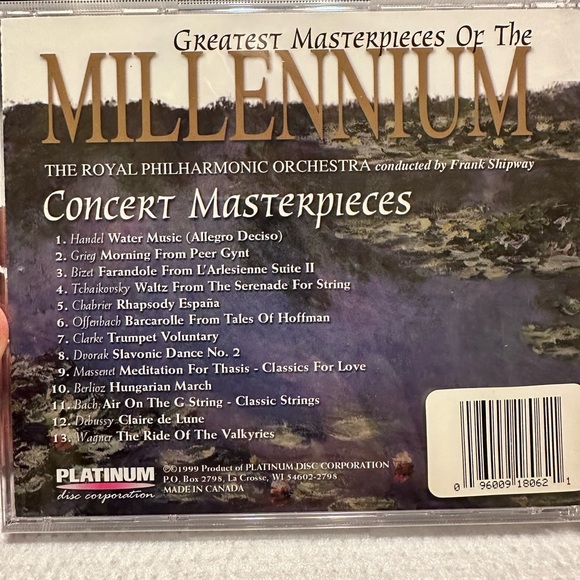 Greatest Masterpieces Of The
MILLENNIUM
THE ROYAL PHILHARMONIC ORCHESTRA conducted by Frank Shipway
Concert Masterpieces
1. Handel Water Music (Allegro Deciso)
2. Grieg Morning From Peer Gynt
3. Bizet Farandole From L'Arlesienne Suite II
4. Tchaikovsky Waltz From The Serenade For String
5. Chabrier Rhapsody España
6. Offenbach Barcarolle From Tales Of Hoffman
7. Clarke Trumpet Voluntary
8. Dvorak Slavonic Dance No. 2
9. Massenet Meditation For Thasis - Classics For Love
10. Berlioz Hungarian March
11. Bach Air On The G String - Classic Strings
12. Debussy Claire de Lune
13. Wagner The Ride Of The Valkyries
PLATINUM
disc corporation
℗©1999 Product of PLATINUM DISC CORPORATION
P.O. Box 2798, La Crosse, WI 54602-2798
MADE IN CANADA
0 96009 18062 1